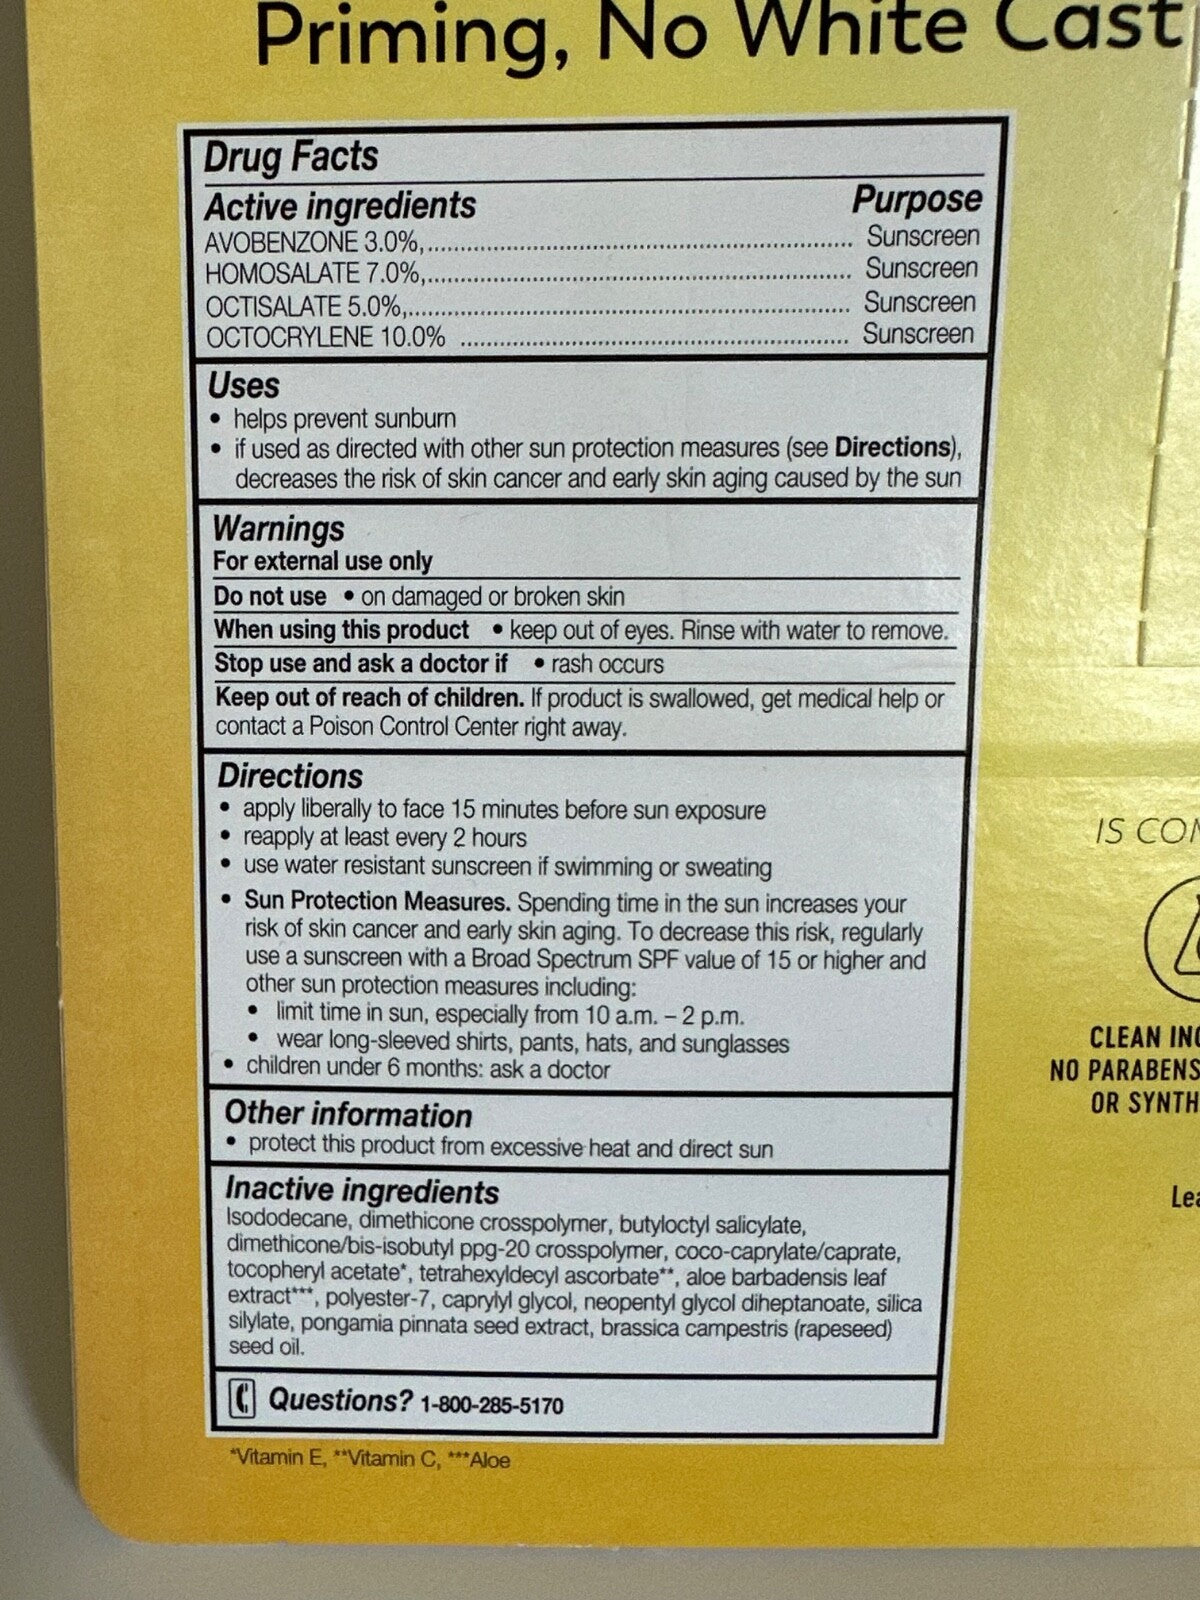 Priming, No White Cast
Drug Facts
Active ingredients Purpose
AVOBENZONE 3.0%,........................................................................ Sunscreen
HOMOSALATE 7.0%,....................................................................... Sunscreen
OCTISALATE 5.0%,......................................................................... Sunscreen
OCTOCRYLENE 10.0% ................................................................. Sunscreen
Uses
• helps prevent sunburn
• if used as directed with other sun protection measures (see Directions),
decreases the risk of skin cancer and early skin aging caused by the sun
Warnings
For external use only
Do not use • on damaged or broken skin
When using this product • keep out of eyes. Rinse with water to remove.
Stop use and ask a doctor if • rash occurs
Keep out of reach of children. If product is swallowed, get medical help or
contact a Poison Control Center right away.
Directions
• apply liberally to face 15 minutes before sun exposure
• reapply at least every 2 hours
• use water resistant sunscreen if swimming or sweating
• Sun Protection Measures. Spending time in the sun increases your
risk of skin cancer and early skin aging. To decrease this risk, regularly
use a sunscreen with a Broad Spectrum SPF value of 15 or higher and
other sun protection measures including:
• limit time in sun, especially from 10 a.m. – 2 p.m.
• wear long-sleeved shirts, pants, hats, and sunglasses
• children under 6 months: ask a doctor
Other information
• protect this product from excessive heat and direct sun
Inactive ingredients
Isododecane, dimethicone crosspolymer, butyloctyl salicylate,
dimethicone/bis-isobutyl ppg-20 crosspolymer, coco-caprylate/caprate,
tocopheryl acetate*, tetrahexyldecyl ascorbate**, aloe barbadensis leaf
extract***, polyester-7, caprylyl glycol, neopentyl glycol diheptanoate, silica
silylate, pongamia pinnata seed extract, brassica campestris (rapeseed)
seed oil.
Questions? 1-800-285-5170
*Vitamin E, **Vitamin C, ***Aloe
IS
CLEAN
NO PARABENS
OR